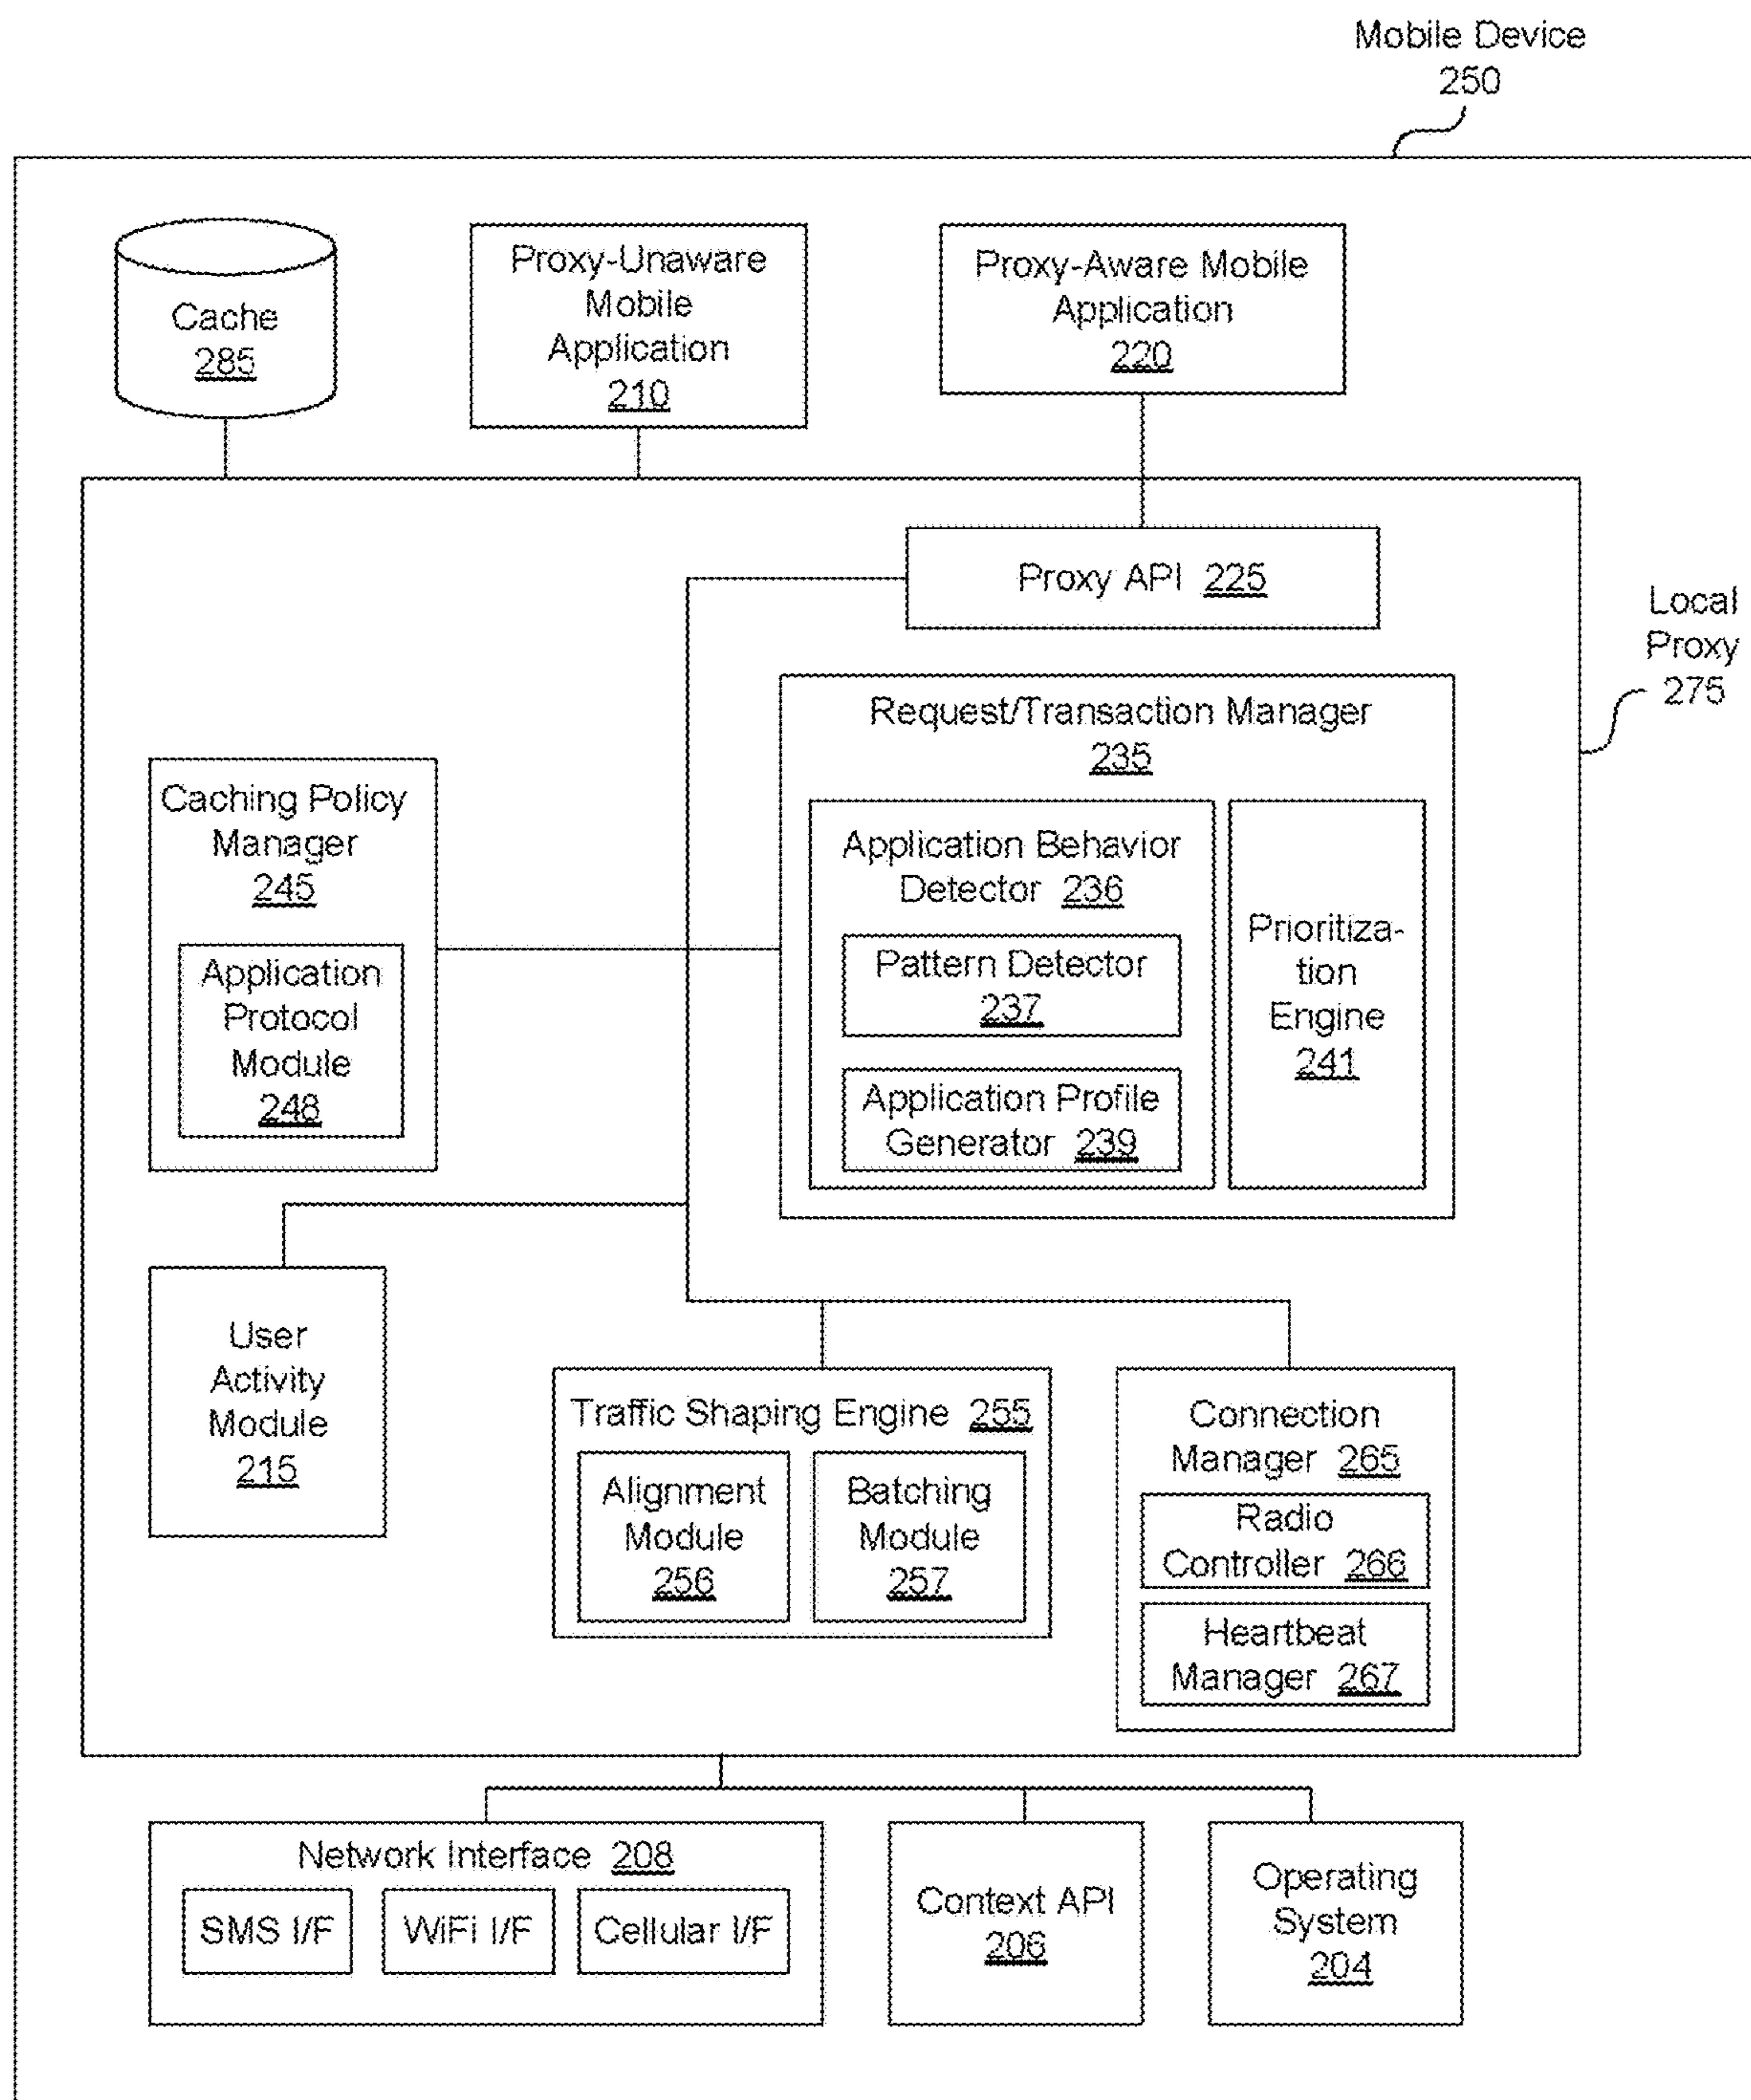 Mobile Device
250
Cache
285
Proxy-Unaware
Mobile
Application
210
Proxy-Aware Mobile
Application
220
Proxy API 225
Local
Proxy
275
Request/Transaction Manager
235
Caching Policy
Manager
245
Application
Protocol
Module
248
Application Behavior
Detector 236
Pattern Detector
237
Application Profile
Generator 239
Prioritiza-
tion
Engine
241
User
Activity
Module
215
Traffic Shaping Engine 255
Alignment
Module
256
Batching
Module
257
Connection
Manager 265
Radio
Controller 266
Heartbeat
Manager 267
Network Interface 208
SMS I/F
WiFi I/F
Cellular I/F
Context API
206
Operating
System
204